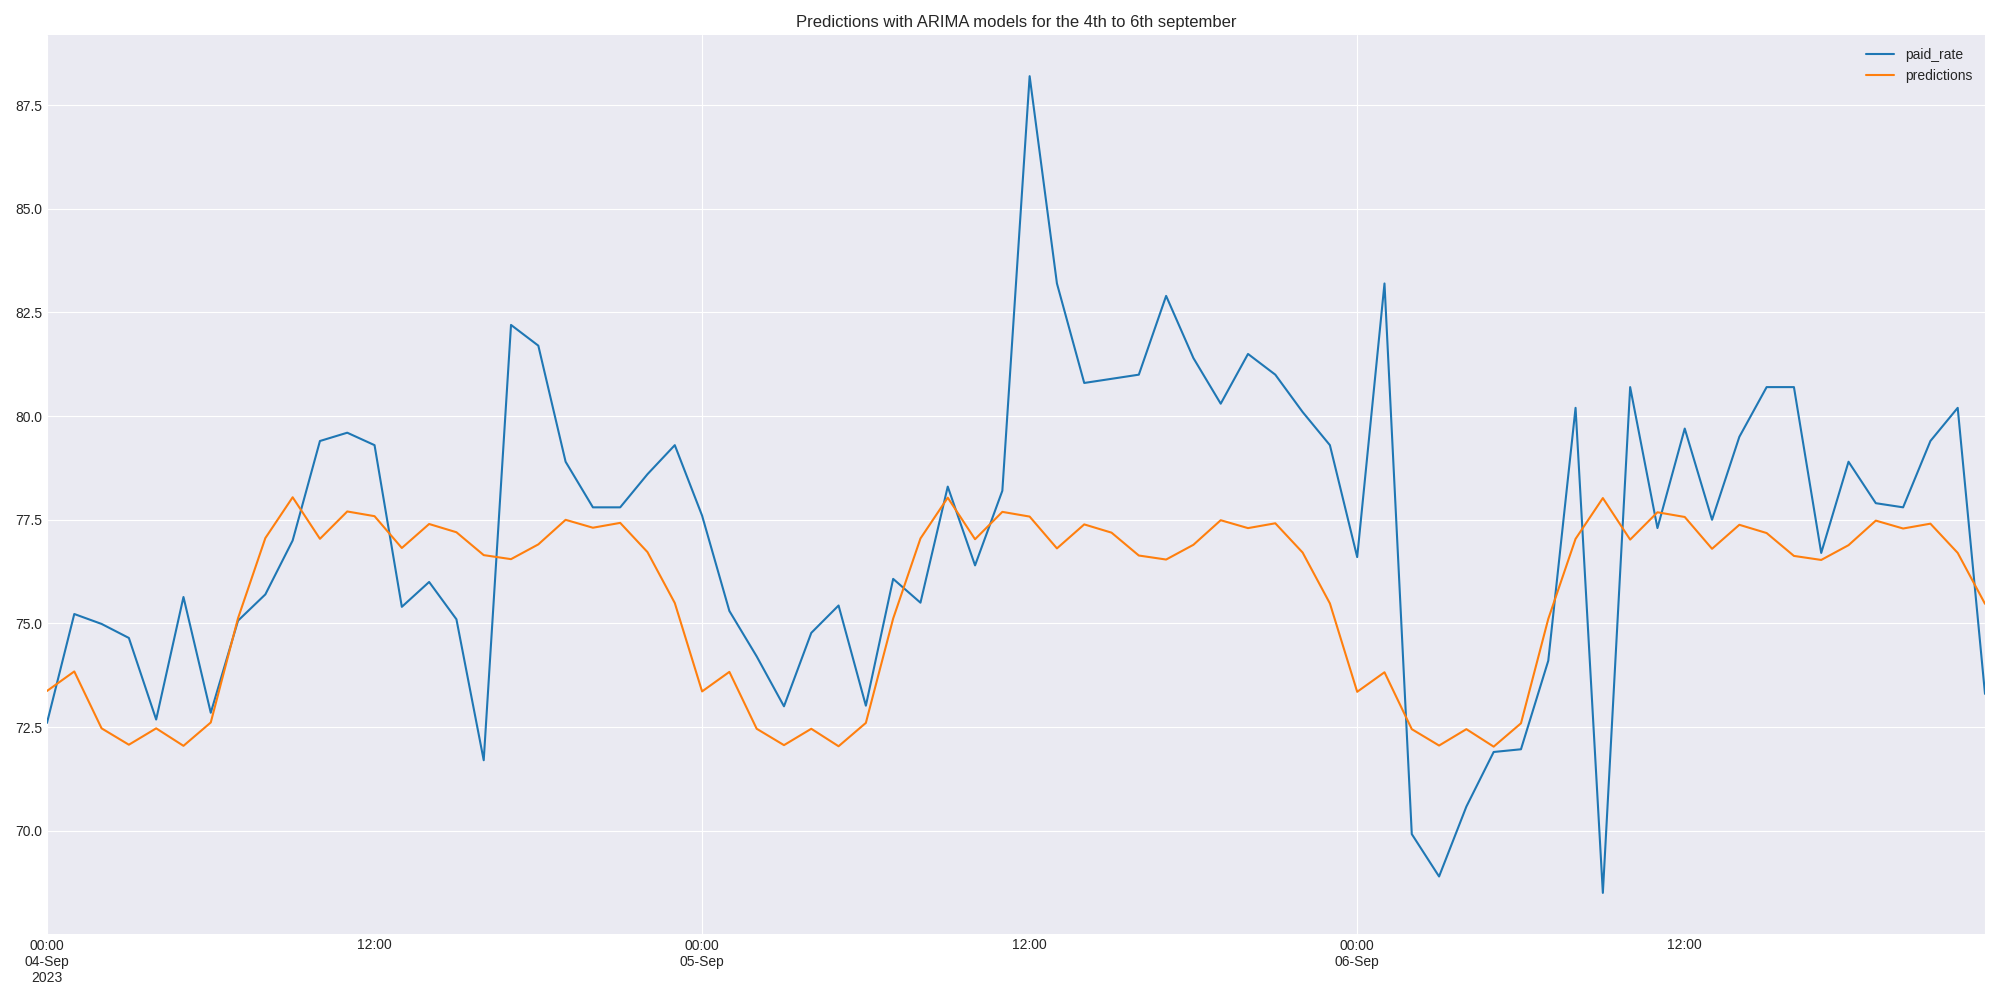 Predictions with ARIMA models for the 4th to 6th september
paid_rate
predictions
87.5
85.0
82.5
80.0
77.5
75.0
72.5
70.0
00:00
04-Sep
2023
12:00
00:00
05-Sep
12:00
00:00
06-Sep
12:00